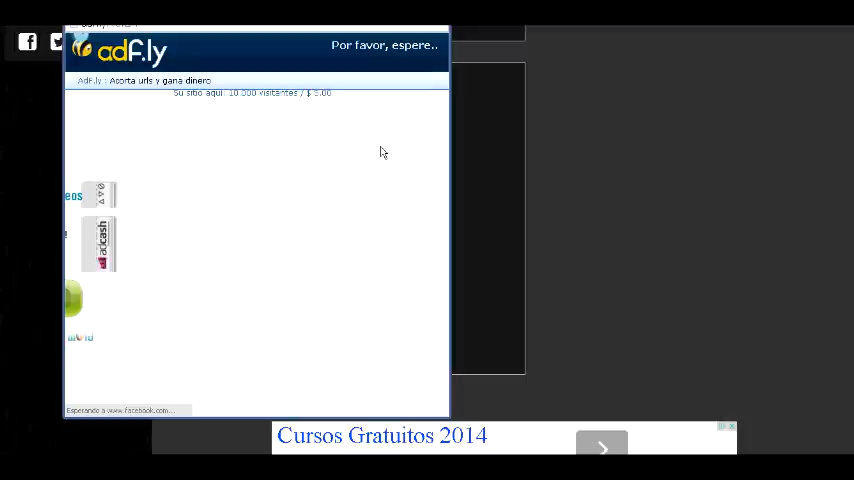 adf.ly
Por favor, espere..
AdF.ly : Acorta urls y gana dinero
Su sitio aquí: 10.000 visitantes / $ 5.00
eos
adcash
!
Esperando a www.facebook.com...
Cursos Gratuitos 2014